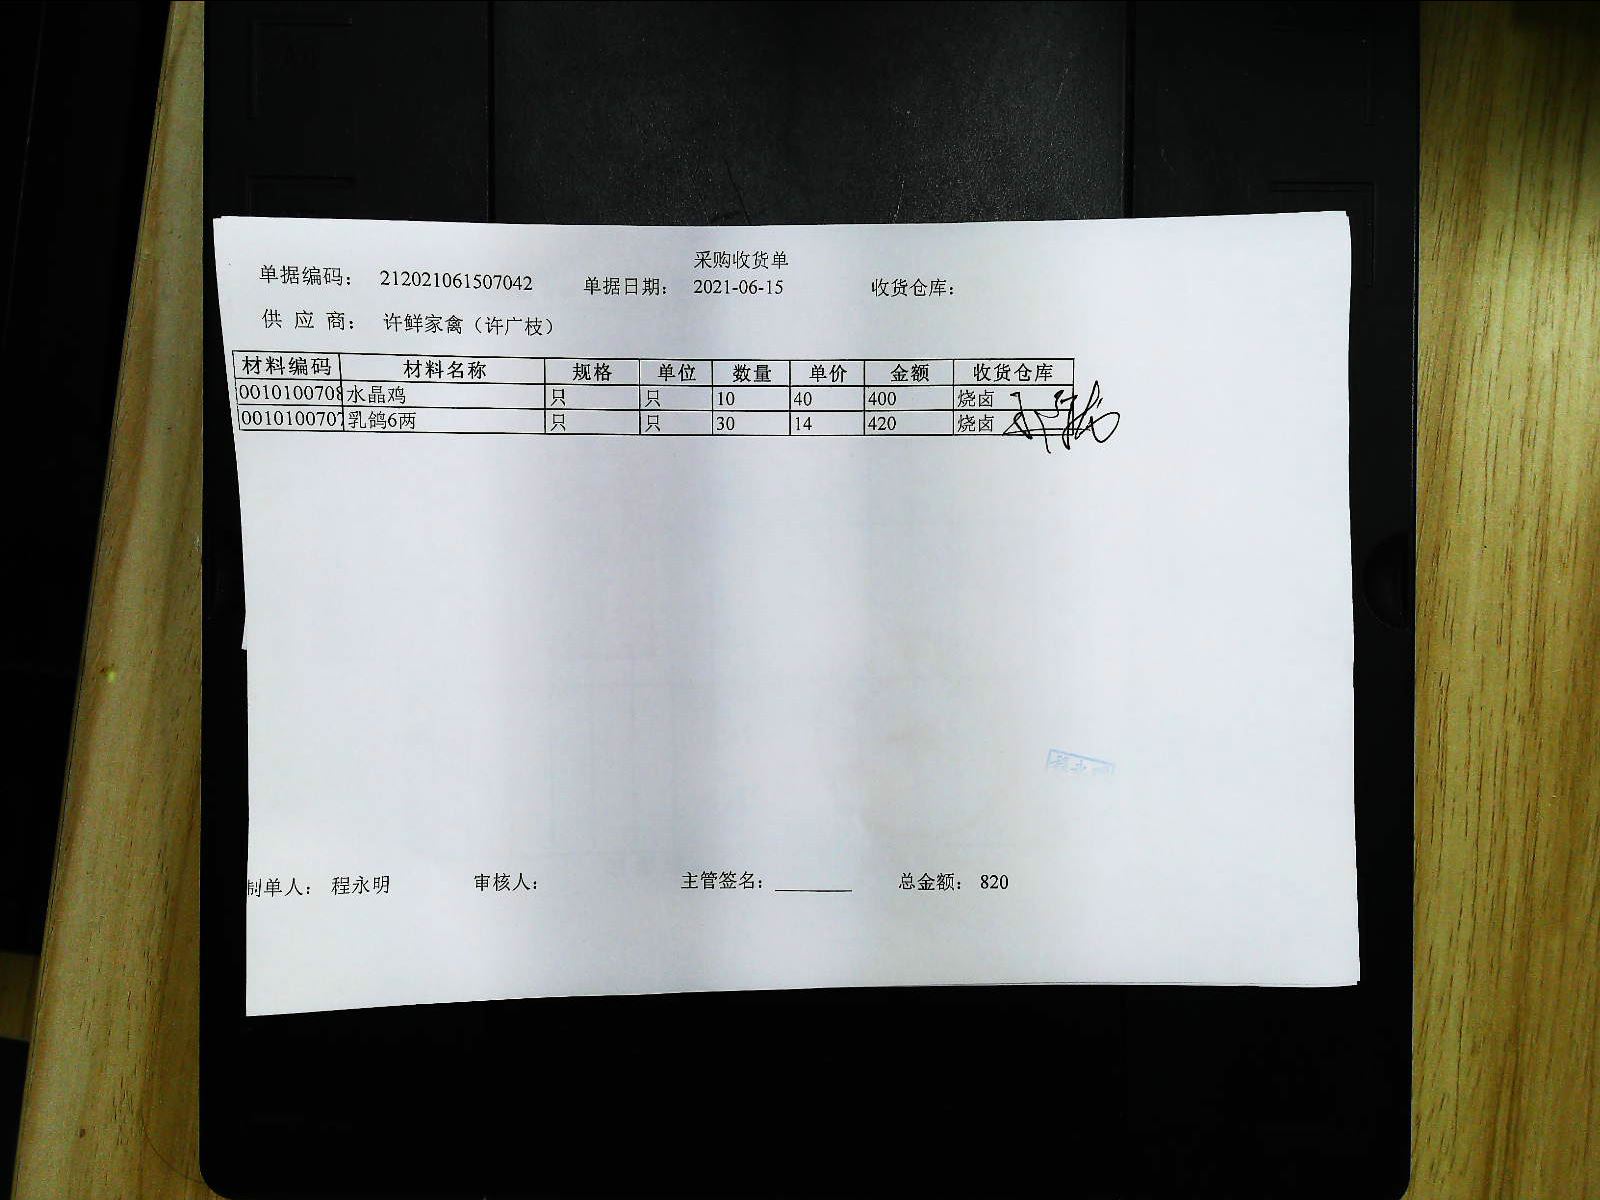 采购收货单
单据编码： 212021061507042 单据日期： 2021-06-15 收货仓库：
供 应 商： 许鲜家禽（许广枝）
材料编码 材料名称 规格 单位 数量 单价 金额 收货仓库
0010100708 水晶鸡 只 只 10 40 400 烧卤
0010100707 乳鸽6两 只 只 30 14 420 烧卤
制单人： 程永明 审核人： 主管签名： 总金额： 820